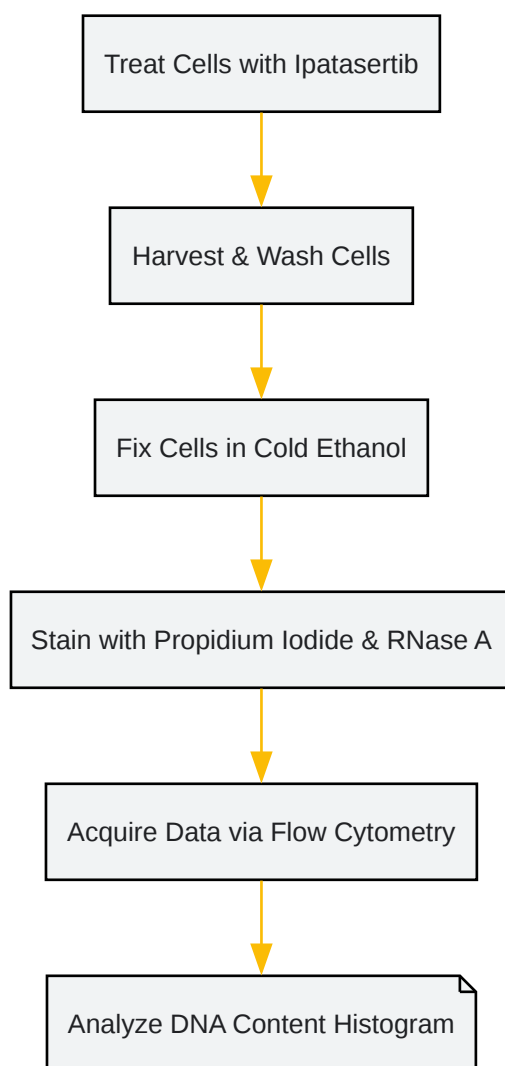 Treat Cells with Ipatasertib
Harvest & Wash Cells
Fix Cells in Cold Ethanol
Stain with Propidium Iodide & RNase A
Acquire Data via Flow Cytometry
Analyze DNA Content Histogram